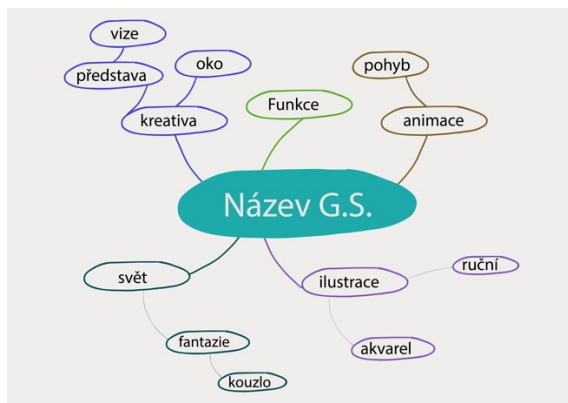 vize
představa
oko
kreativa
Funkce
pohyb
animace
Název G.S.
svět
fantazie
kouzlo
ilustrace
ruční
akvarel